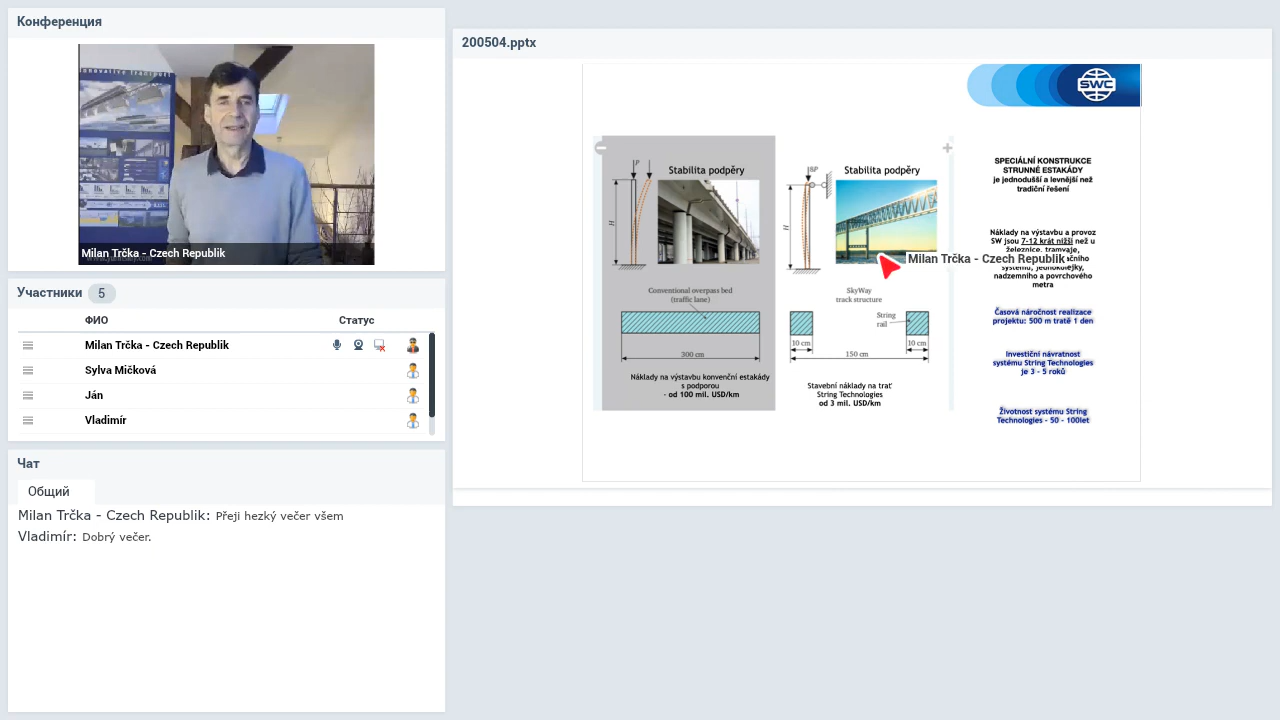 Конференция
Innovative transport
Milan Trčka - Czech Republik
Участники 5
ФИО Статус
Milan Trčka - Czech Republik
Sylva Mičková
Ján
Vladimír
Чат
Общий
Milan Trčka - Czech Republik: Přeji hezký večer všem
Vladimír: Dobrý večer.
200504.pptx
SWC
P
Stabilita podpěry
H
Conventional overpass bed
(traffic lane)
300 cm
Náklady na výstavbu konvenční estakády
s podporou
- od 100 mil. USD/km
Stabilita podpěry
H
SkyWay
track structure
String
rail
10 cm
10 cm
150 cm
Stavební náklady na trať
String Technologies
od 3 mil. USD/km
Milan Trčka - Czech Republik
SPECIÁLNÍ KONSTRUKCE
STRUNNÉ ESTAKÁDY
je jednodušší a levnější než
tradiční řešení
Náklady na výstavbu a provoz
SW jsou 7-12 krát nižší než u
železnice, tramvaje,
nadzemního a povrchového
metra
Časová náročnost realizace
projektu: 500 m tratě 1 den
Investiční návratnost
systému String Technologies
je 3 - 5 roků
Životnost systému String
Technologies - 50 - 100let